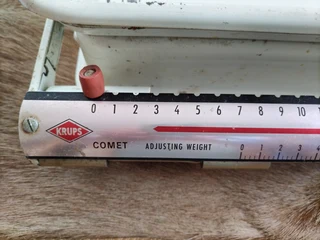 0 1 2 3 4 5 6 7 8 9 10
KRUPS
COMET ADJUSTING WEIGHT
0 1 2 3